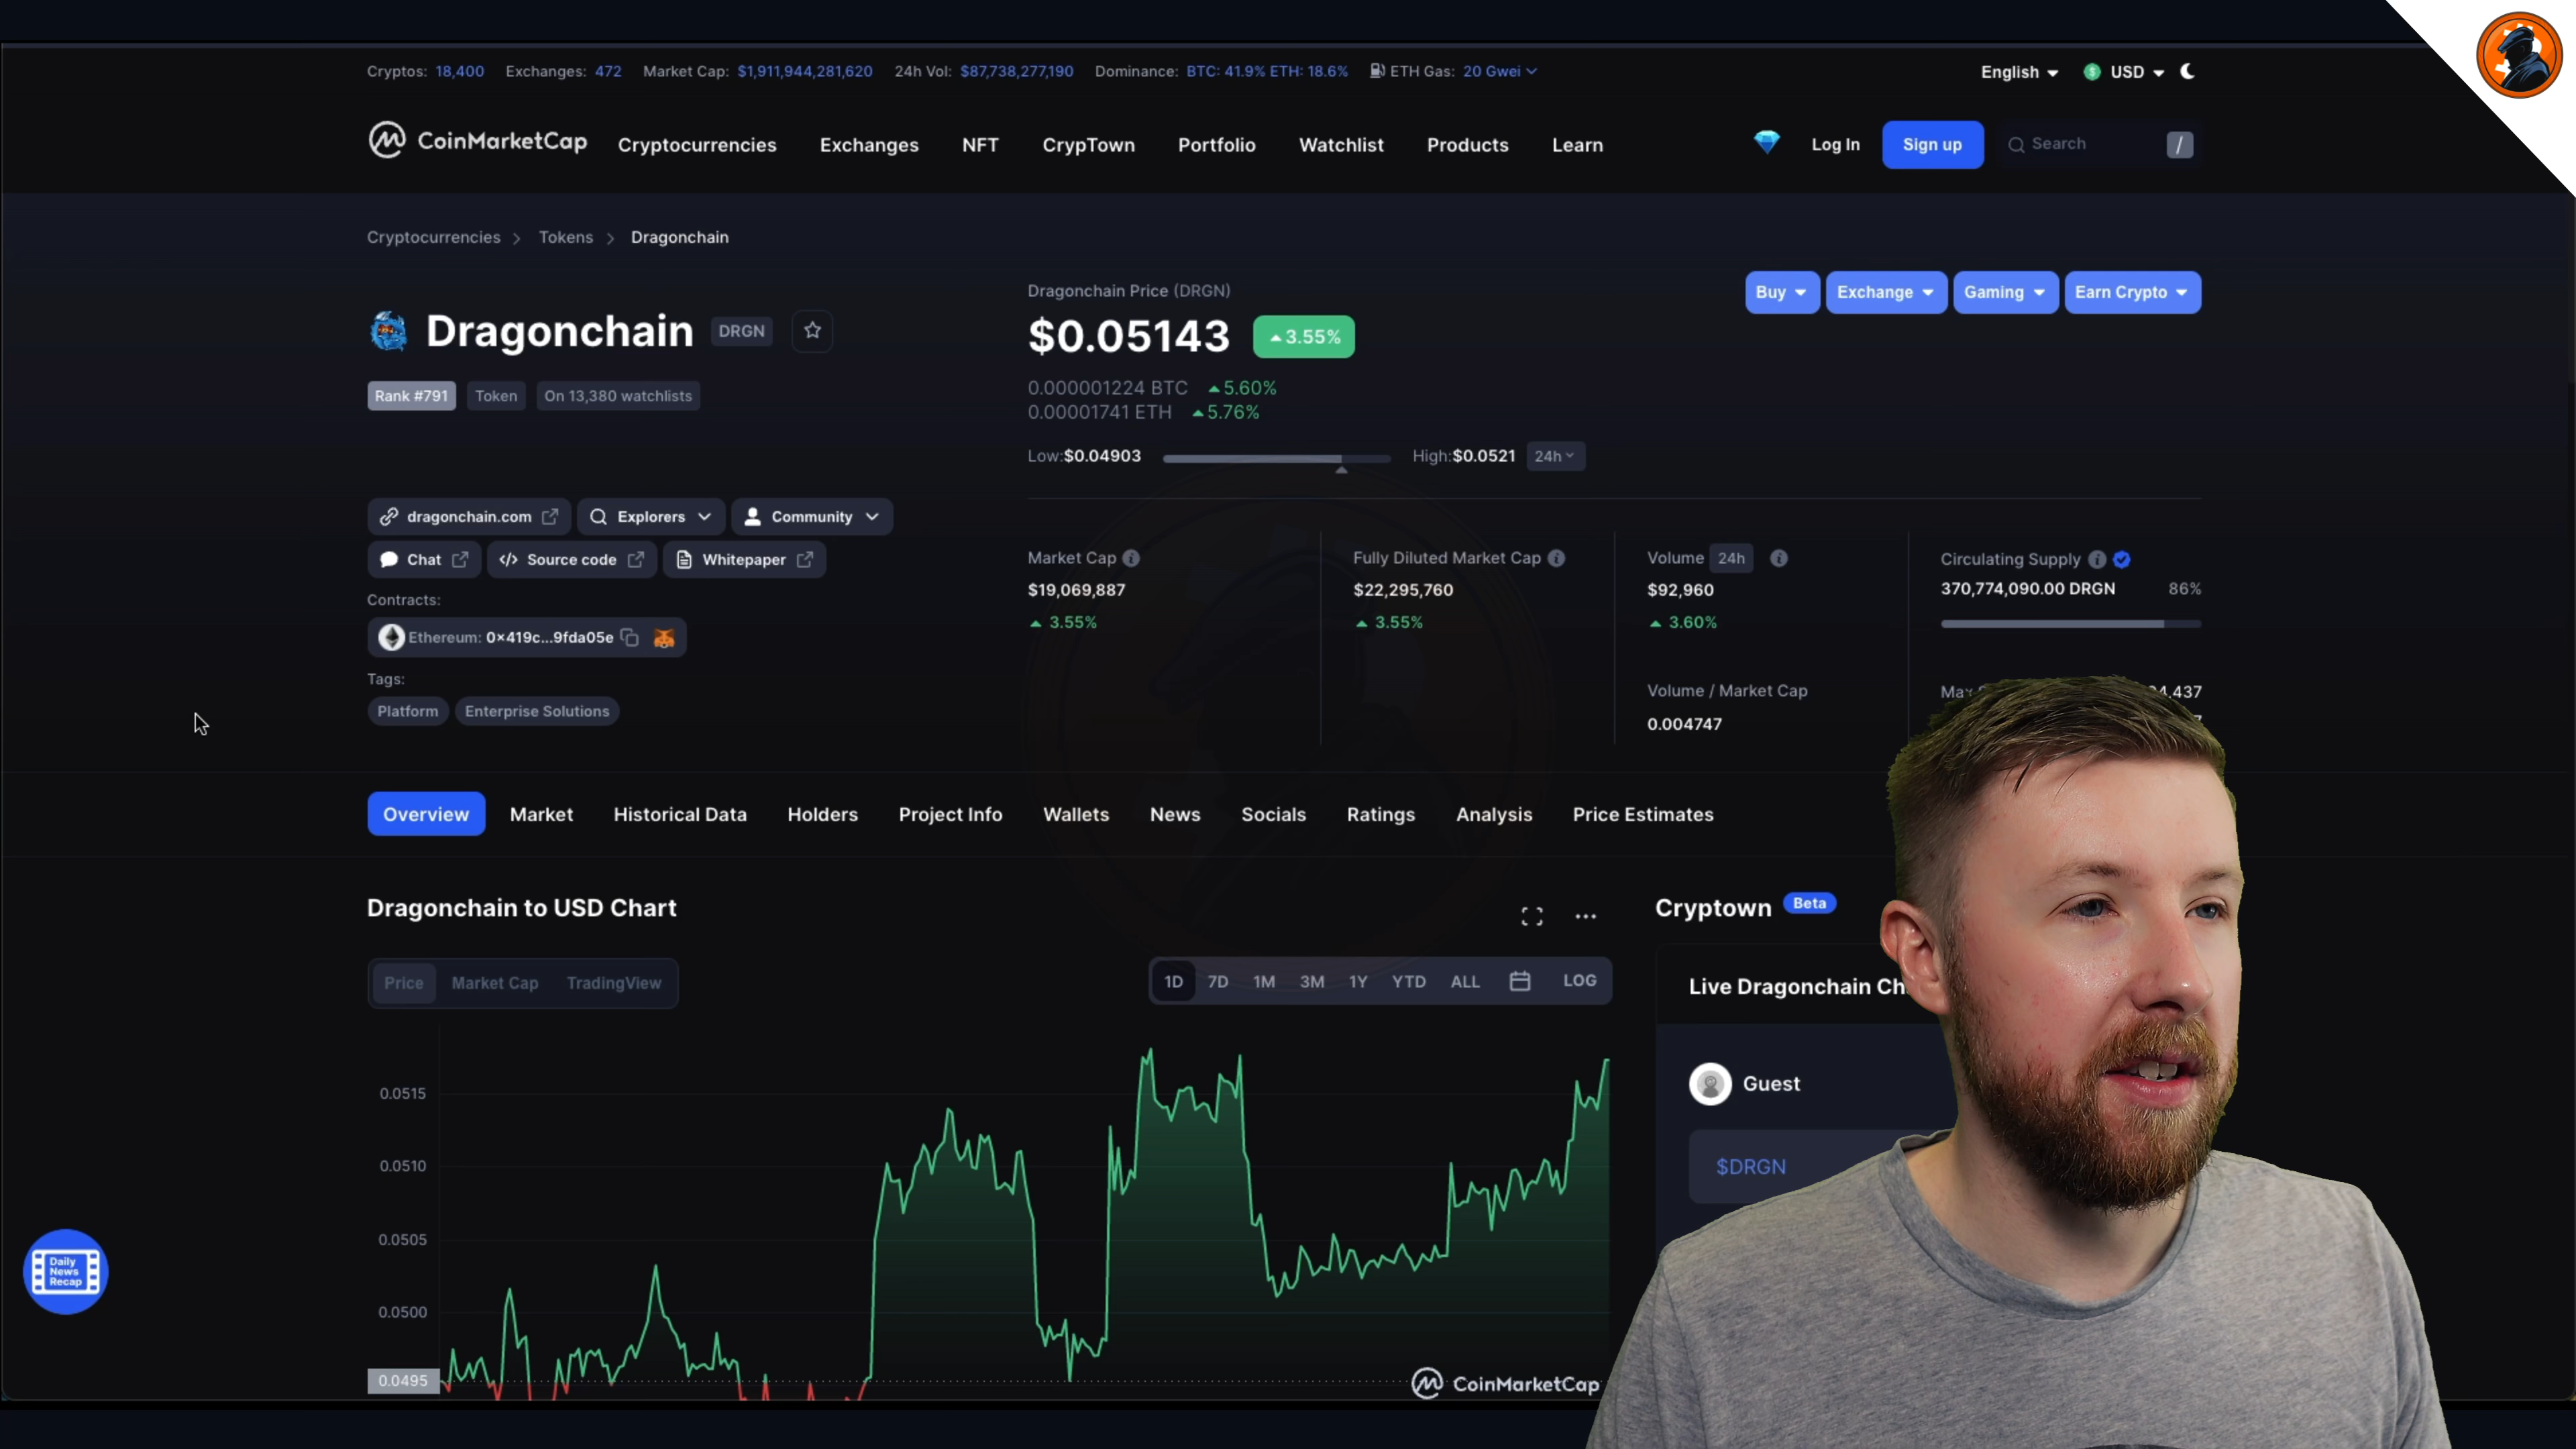 Cryptos: 18,400 Exchanges: 472 Market Cap: $1,911,944,281,620 24h Vol: $87,738,277,190 Dominance: BTC: 41.9% ETH: 18.6% ETH Gas: 20 Gwei English USD
CoinMarketCap Cryptocurrencies Exchanges NFT CrypTown Portfolio Watchlist Products Learn Log In Sign up Search /
Cryptocurrencies > Tokens > Dragonchain
Dragonchain Price (DRGN)
Buy Exchange Gaming Earn Crypto
Dragonchain DRGN
$0.05143 3.55%
Rank #791 Token On 13,380 watchlists
0.000001224 BTC 5.60%
0.00001741 ETH 5.76%
Low:$0.04903 High:$0.0521 24h
dragonchain.com Explorers Community
Chat Source code Whitepaper
Contracts:
Ethereum: 0×419c...9fda05e
Tags:
Platform Enterprise Solutions
Market Cap
$19,069,887
3.55%
Fully Diluted Market Cap
$22,295,760
3.55%
Volume 24h
$92,960
3.60%
Volume / Market Cap
0.004747
Circulating Supply
370,774,090.00 DRGN 86%
4,437
Overview Market Historical Data Holders Project Info Wallets News Socials Ratings Analysis Price Estimates
Dragonchain to USD Chart
Price Market Cap TradingView
1D 7D 1M 3M 1Y YTD ALL LOG
0.0515
0.0510
0.0505
0.0500
0.0495
CoinMarketCap
Cryptown Beta
Live Dragonchain Ch
Guest
$DRGN
Daily
News
Recap